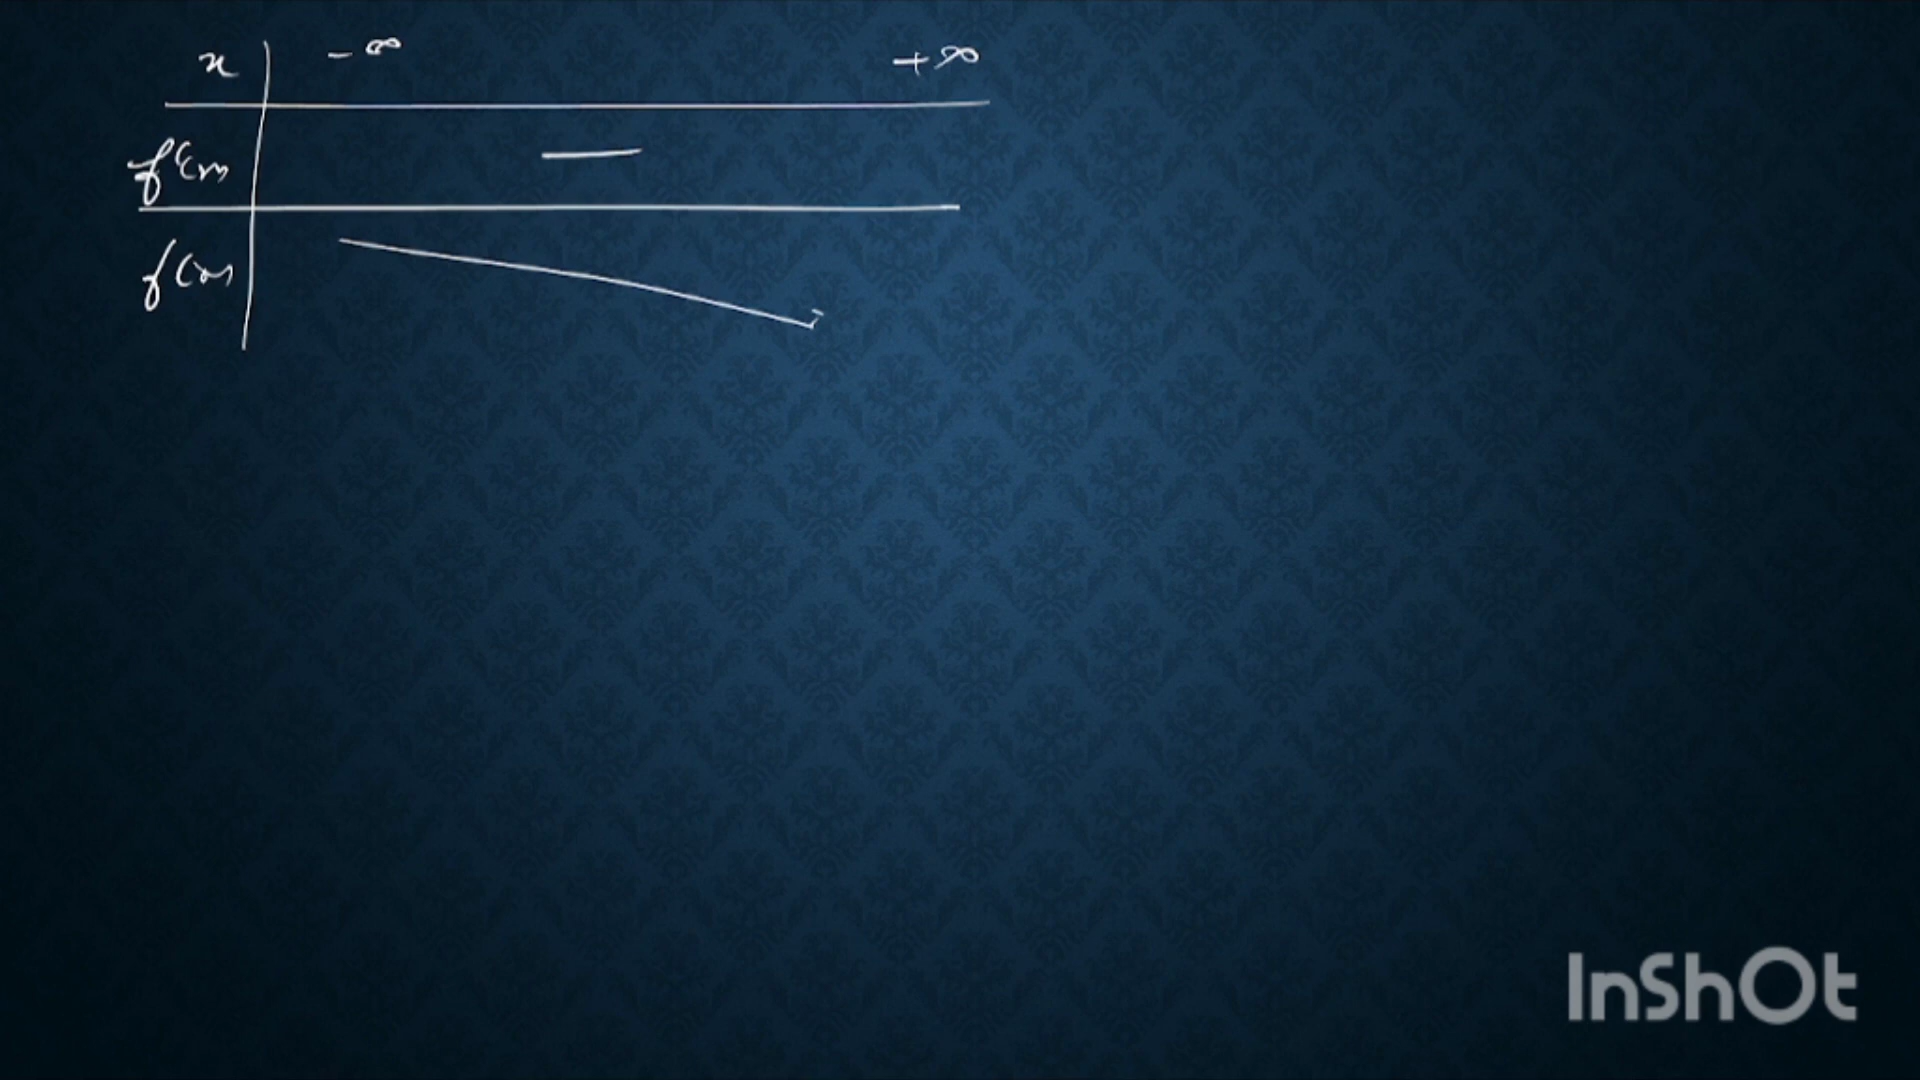 x -∞ +∞
f'(x) —
f(x)
InShOt